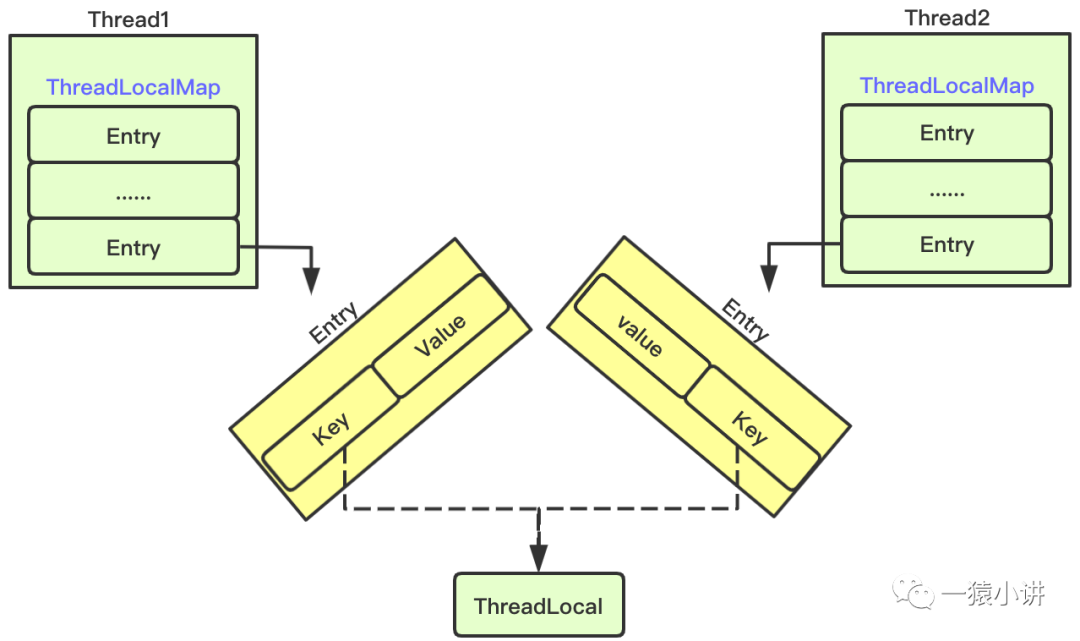 Thread1
ThreadLocalMap
Entry
......
Entry
Thread2
ThreadLocalMap
Entry
......
Entry
Entry
Value
Key
Entry
value
Key
ThreadLocal
一猿小讲